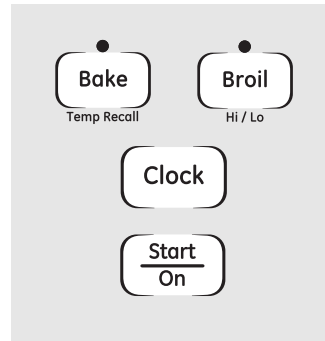 Bake Broil
Temp Recall Hi / Lo
Clock
Start
On